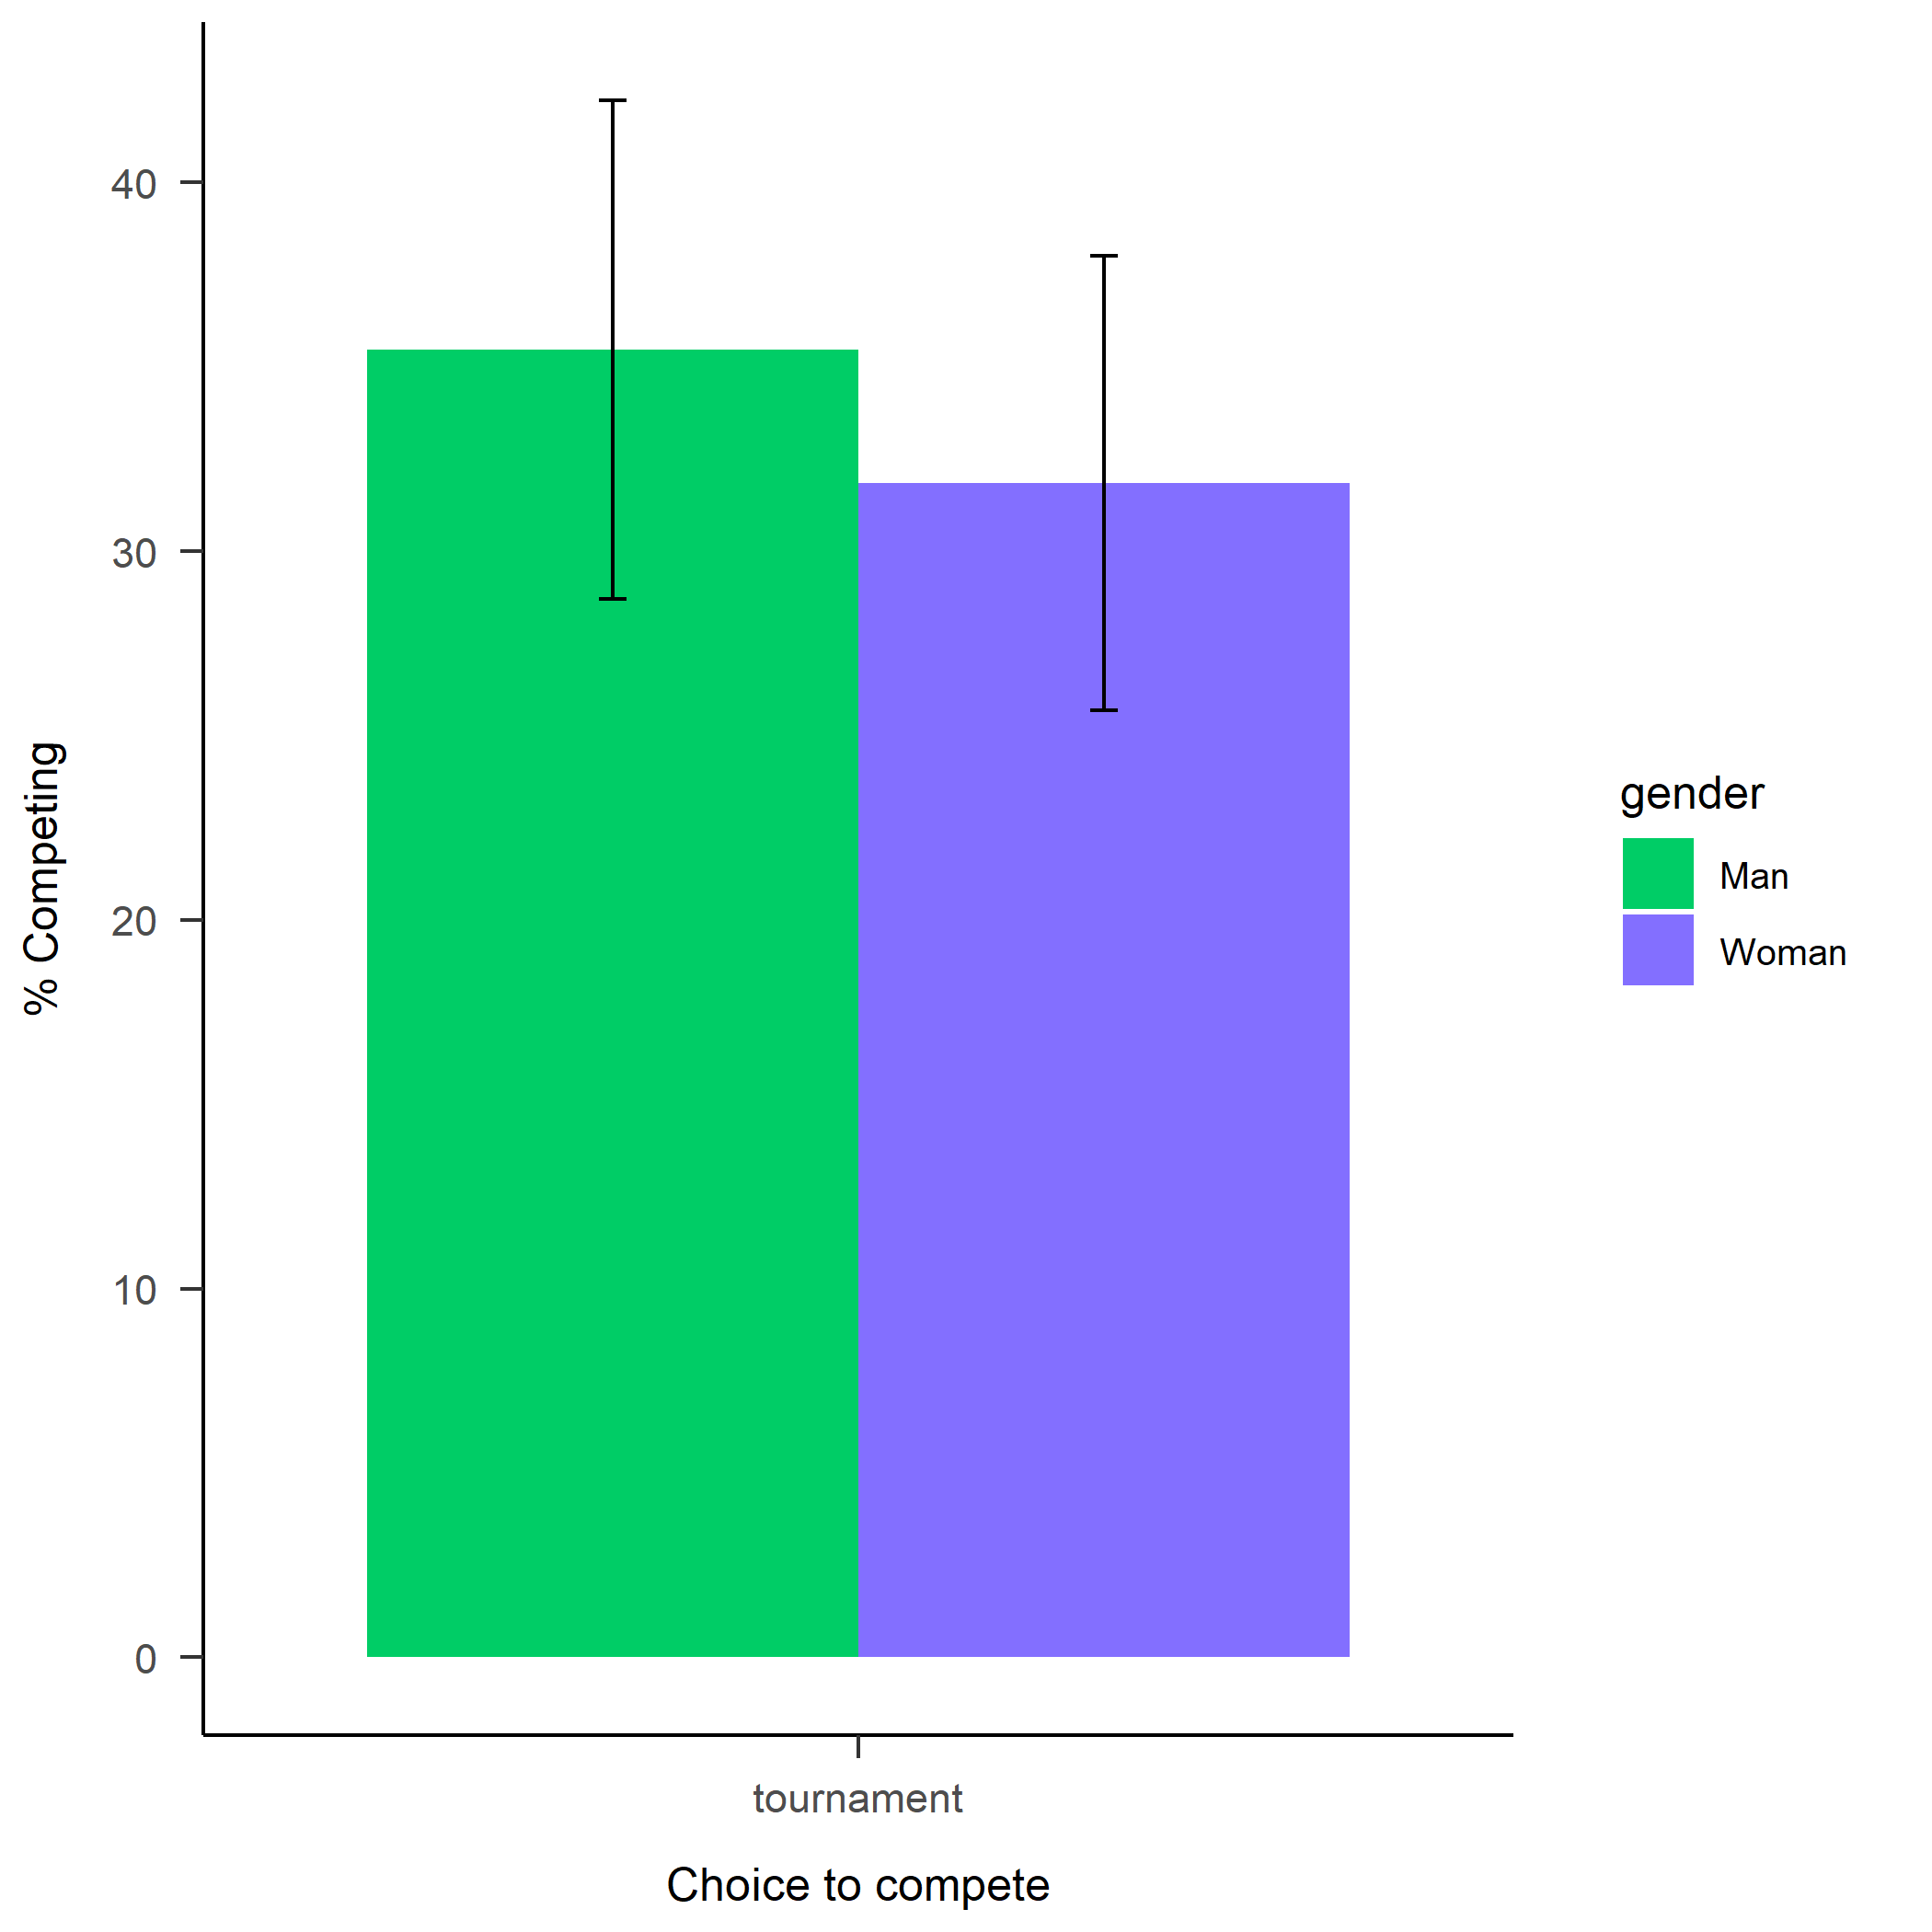 % Competing
40
30
20
10
0
tournament
Choice to compete
gender
Man
Woman